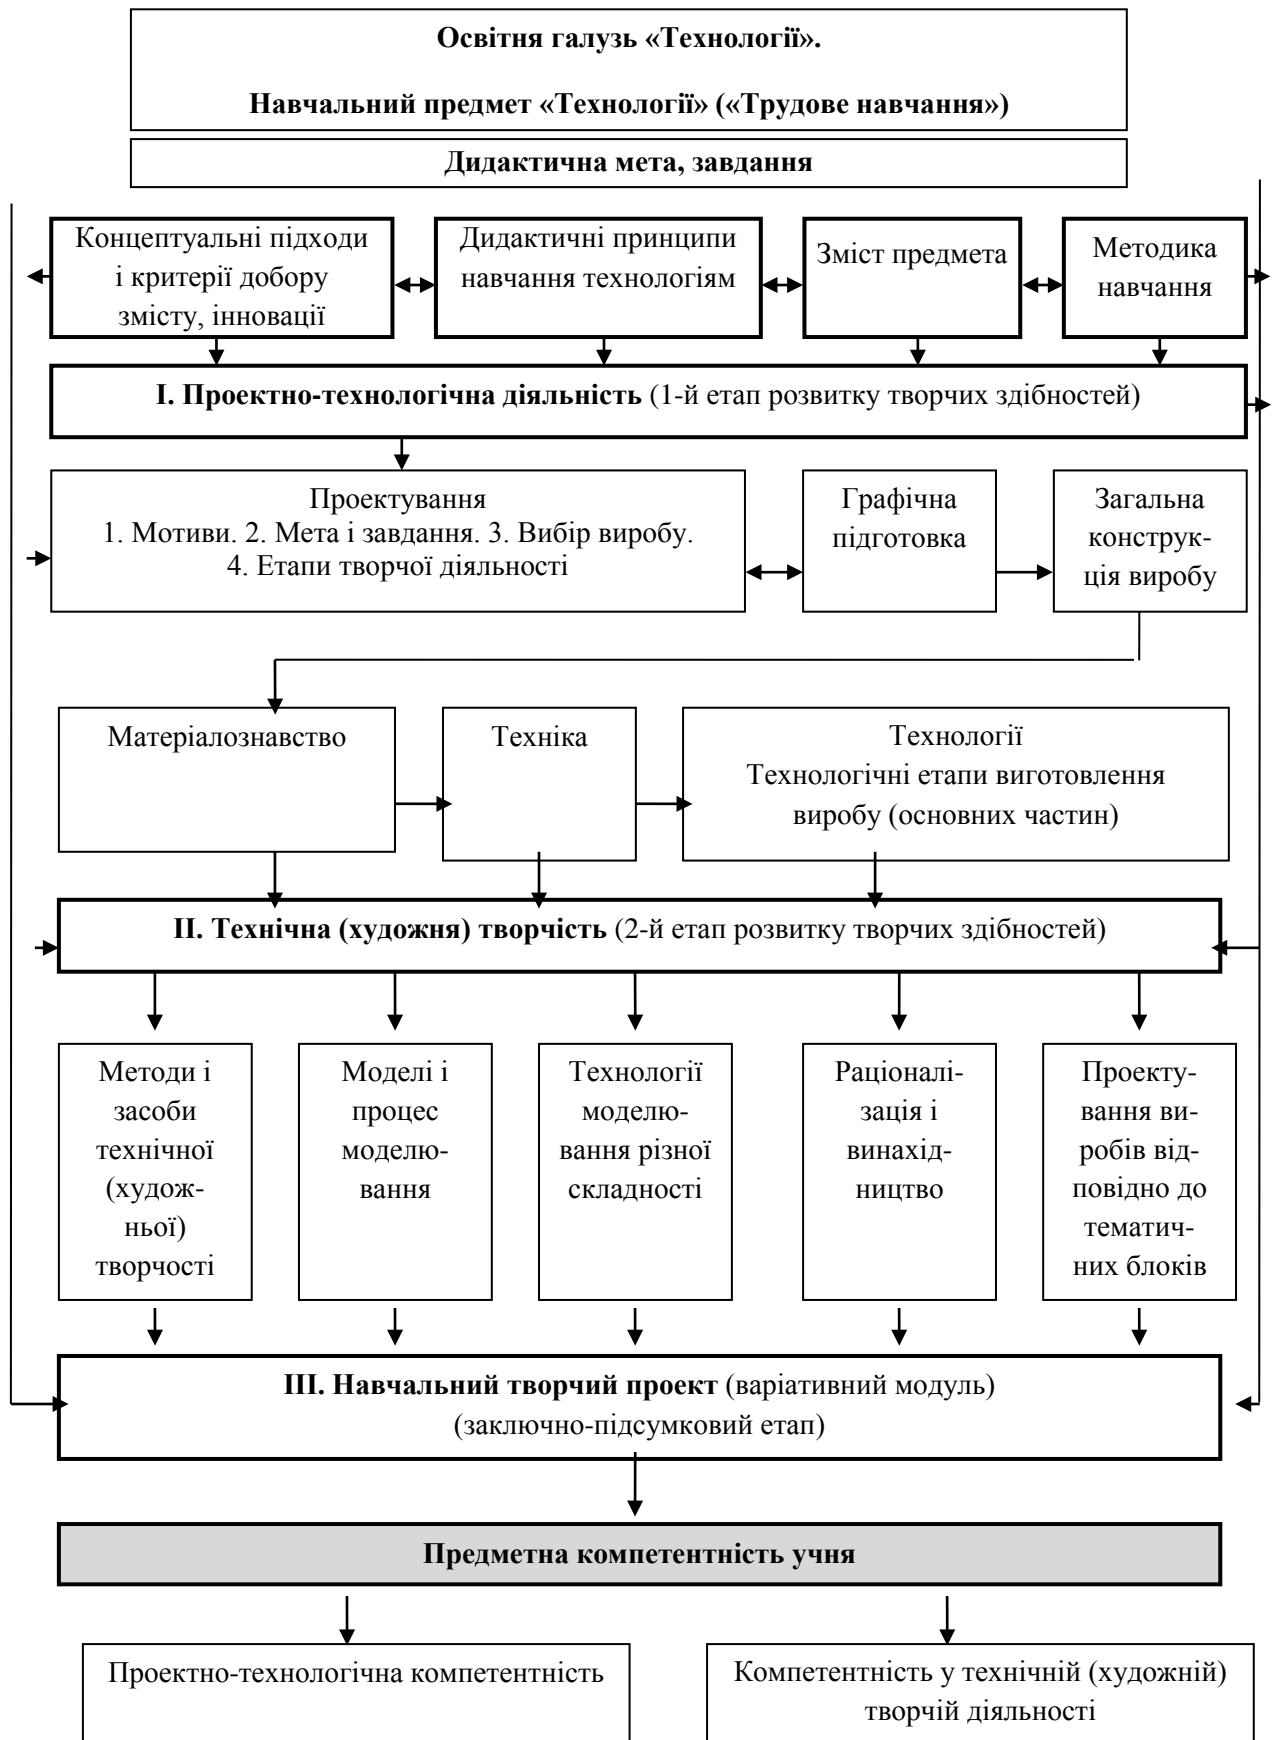 Освітня галузь «Технології».
Навчальний предмет «Технології» («Трудове навчання»)
Дидактична мета, завдання
Концептуальні підходи
і критерії добору
змісту, інновації
Дидактичні принципи
навчання технологіям
Зміст предмета
Методика
навчання
І. Проектно-технологічна діяльність (1-й етап розвитку творчих здібностей)
Проектування
1. Мотиви. 2. Мета і завдання. 3. Вибір виробу.
4. Етапи творчої діяльності
Графічна
підготовка
Загальна
конструк-
ція виробу
Матеріалознавство
Техніка
Технології
Технологічні етапи виготовлення
виробу (основних частин)
ІІ. Технічна (художня) творчість (2-й етап розвитку творчих здібностей)
Методи і
засоби
технічної
(худож-
ньої)
творчості
Моделі і
процес
моделю-
вання
Технології
моделю-
вання різної
складності
Раціоналі-
зація і
винахід-
ництво
Проекту-
вання ви-
робів від-
повідно до
тематич-
них блоків
ІІІ. Навчальний творчий проект (варіативний модуль)
(заключно-підсумковий етап)
Предметна компетентність учня
Проектно-технологічна компетентність
Компетентність у технічній (художній)
творчій діяльності